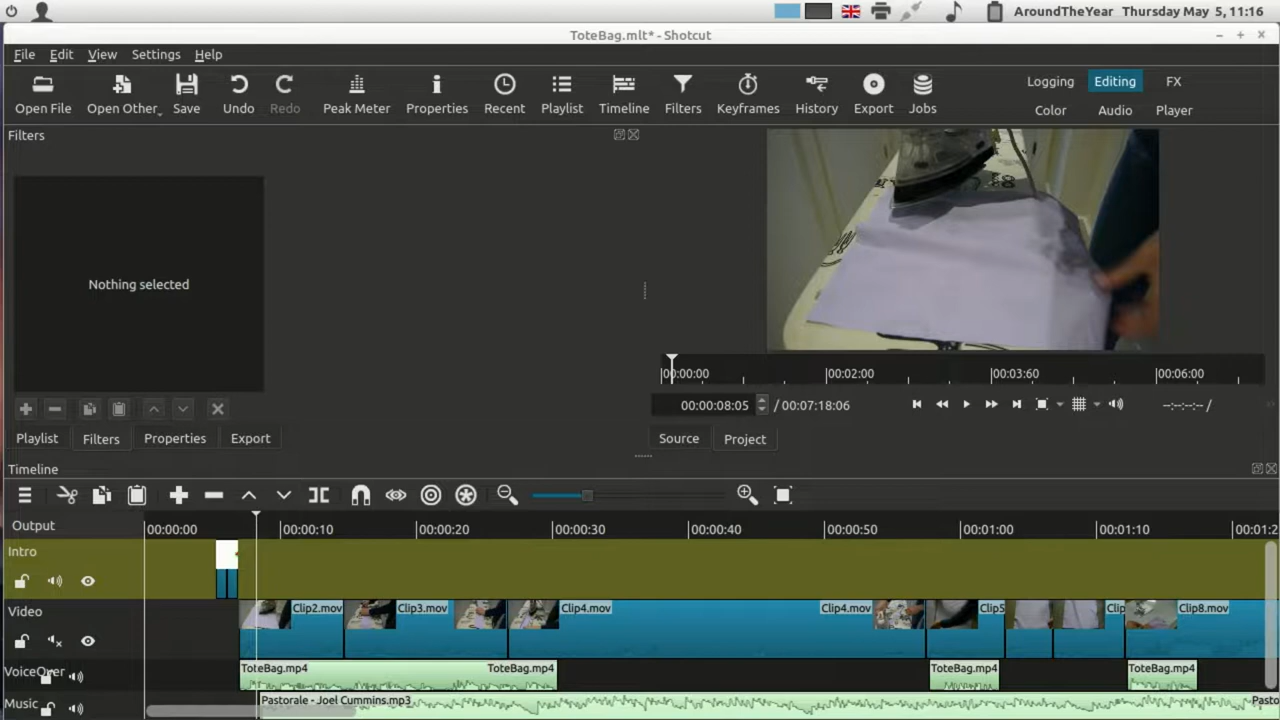 AroundTheYear Thursday May 5, 11:16
ToteBag.mlt* - Shotcut
File Edit View Settings Help
Open File Open Other Save Undo Redo Peak Meter Properties Recent Playlist Timeline Filters Keyframes History Export Jobs
Logging Editing FX
Color Audio Player
Filters
Nothing selected
00:00:00 00:02:00 00:03:60 00:06:00
00:00:08:05 / 00:07:18:06 --:--:--:-- /
Playlist Filters Properties Export
Source Project
Timeline
Output 00:00:00 00:00:10 00:00:20 00:00:30 00:00:40 00:00:50 00:01:00 00:01:10 00:01:2
Intro
Video Clip2.mov Clip3.mov Clip4.mov Clip4.mov Clip5 Clip Clip8.mov
VoiceOver ToteBag.mp4 ToteBag.mp4 ToteBag.mp4 ToteBag.mp4
Music Pastorale - Joel Cummins.mp3 Pasto